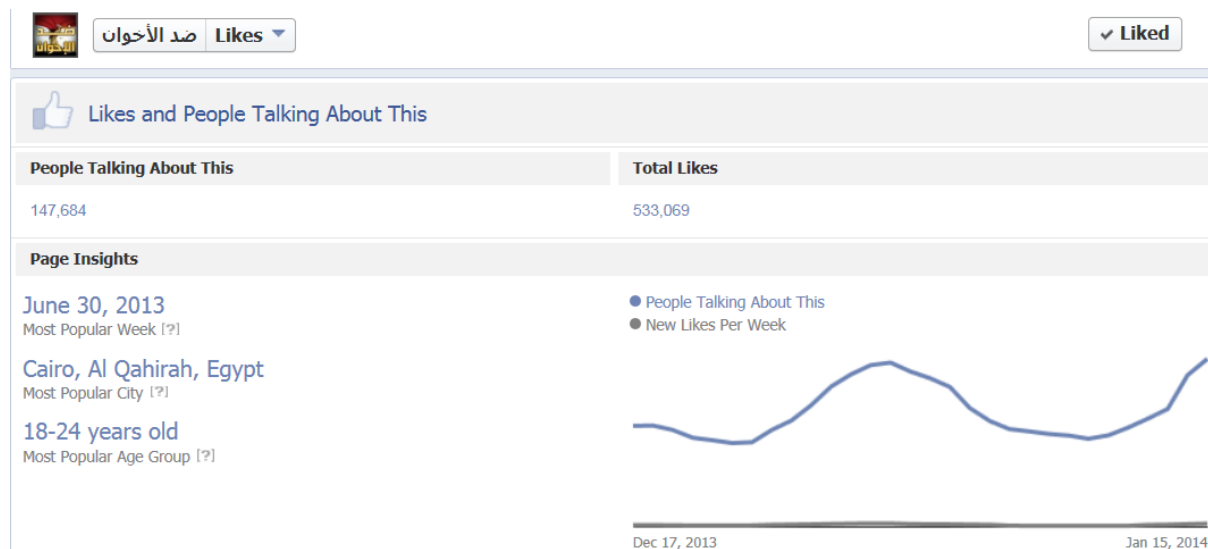 ضد الإخوان
ضد الأخوان Likes
Liked
Likes and People Talking About This
People Talking About This
Total Likes
147,684
533,069
Page Insights
June 30, 2013
Most Popular Week [?]
Cairo, Al Qahirah, Egypt
Most Popular City [?]
18-24 years old
Most Popular Age Group [?]
People Talking About This
New Likes Per Week
Dec 17, 2013
Jan 15, 2014